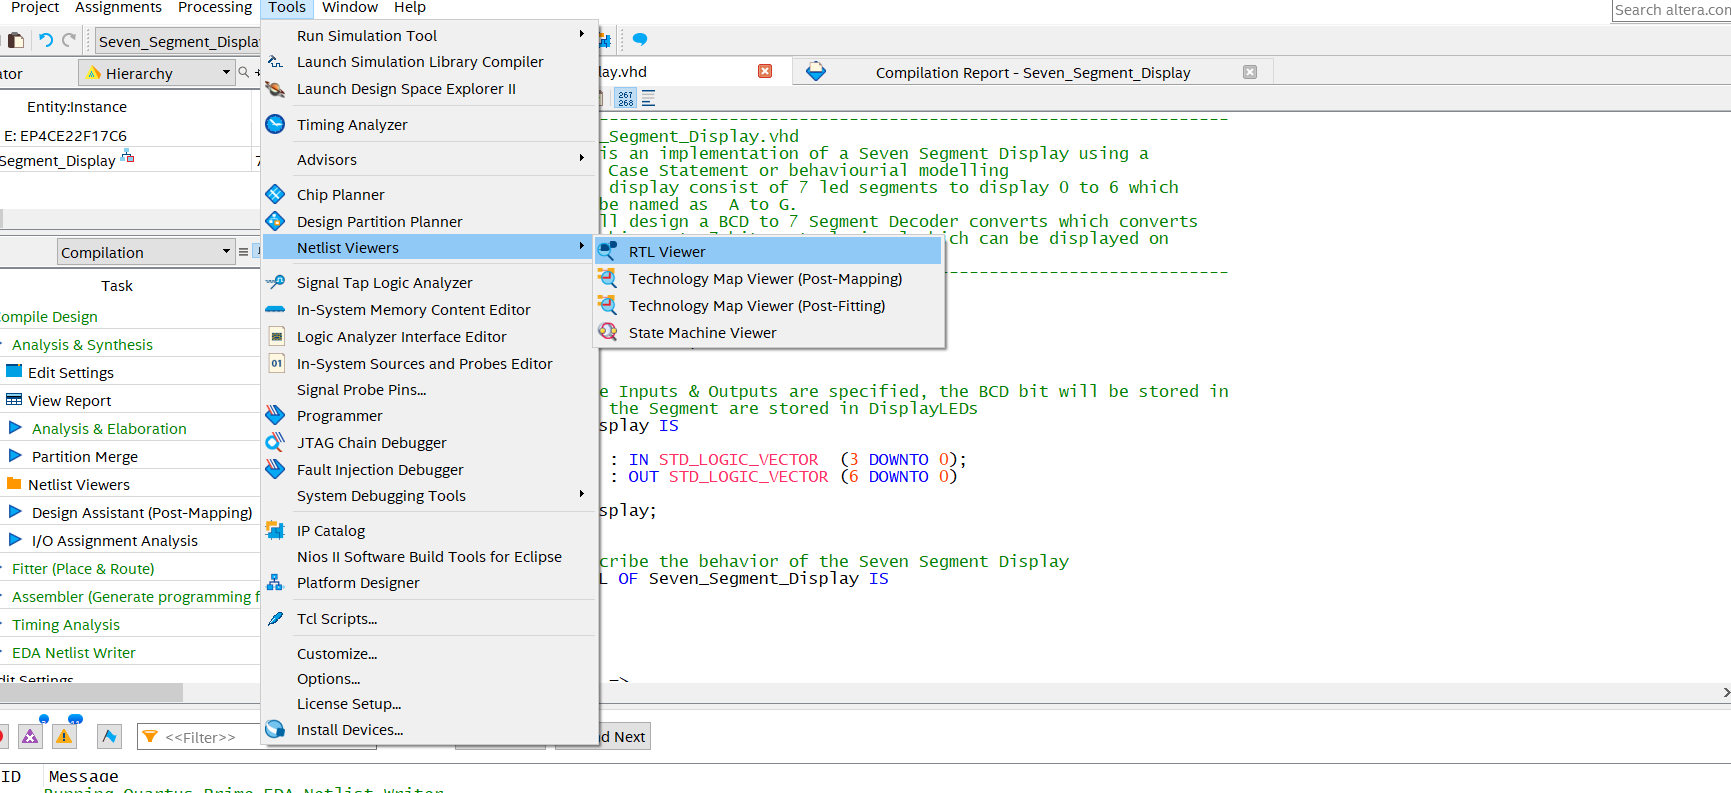 Project Assignments Processing Tools Window Help
Search altera.com
Seven_Segment_Display
Hierarchy
Entity:Instance
E: EP4CE22F17C6
Segment_Display
7
Compilation
Task
ompile Design
Analysis & Synthesis
Edit Settings
View Report
Analysis & Elaboration
Partition Merge
Netlist Viewers
Design Assistant (Post-Mapping)
I/O Assignment Analysis
Fitter (Place & Route)
Assembler (Generate programming f
Timing Analysis
EDA Netlist Writer
dit Settings
Run Simulation Tool
Launch Simulation Library Compiler
Launch Design Space Explorer II
Timing Analyzer
Advisors
Chip Planner
Design Partition Planner
Netlist Viewers
Signal Tap Logic Analyzer
In-System Memory Content Editor
Logic Analyzer Interface Editor
In-System Sources and Probes Editor
Signal Probe Pins...
Programmer
JTAG Chain Debugger
Fault Injection Debugger
System Debugging Tools
IP Catalog
Nios II Software Build Tools for Eclipse
Platform Designer
Tcl Scripts...
Customize...
Options...
License Setup...
Install Devices...
RTL Viewer
Technology Map Viewer (Post-Mapping)
Technology Map Viewer (Post-Fitting)
State Machine Viewer
lay.vhd
Compilation Report - Seven_Segment_Display
267
268
_Segment_Display.vhd
is an implementation of a Seven Segment Display using a
Case Statement or behaviourial modelling
display consist of 7 led segments to display 0 to 6 which
be named as A to G.
ll design a BCD to 7 Segment Decoder converts which converts
which can be displayed on
e Inputs & Outputs are specified, the BCD bit will be stored in
the Segment are stored in DisplayLEDs
splay IS
: IN STD_LOGIC_VECTOR (3 DOWNTO 0);
: OUT STD_LOGIC_VECTOR (6 DOWNTO 0)
splay;
cribe the behavior of the Seven Segment Display
L OF Seven_Segment_Display IS
=>
<<Filter>>
d Next
ID Message
Running Quartus Prime EDA Netlist Writer